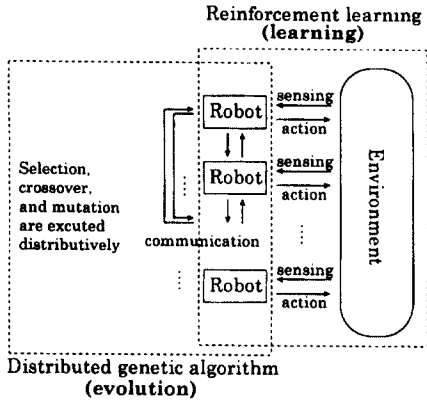 Reinforcement learning
(learning)
Robot
sensing
action
Robot
sensing
action
Selection,
crossover,
and mutation
are excuted
distributively
communication
Robot
sensing
action
Environment
Distributed genetic algorithm
(evolution)